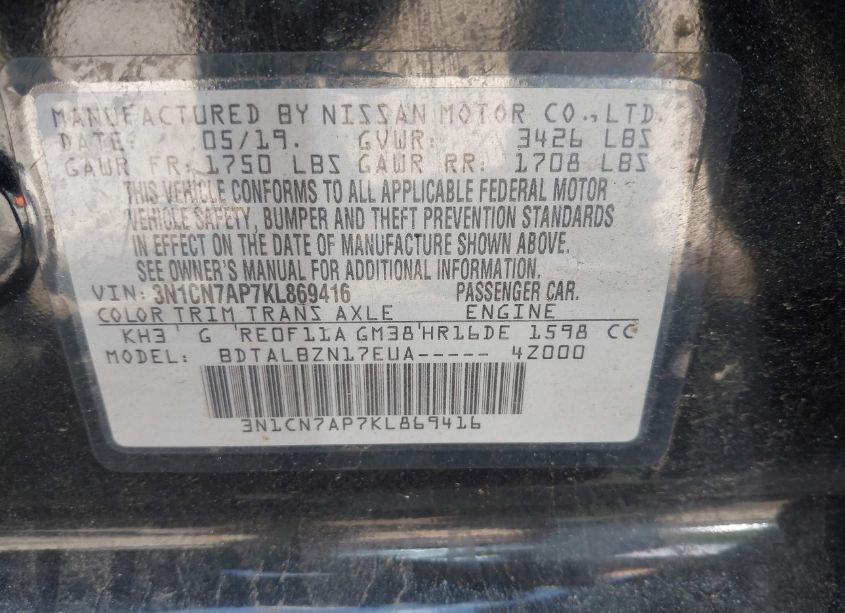 MANUFACTURED BY NISSAN MOTOR CO.,LTD.
DATE: 05/19. GVWR: 3426 LBS
GAWR FR: 1750 LBS GAWR RR: 1708 LBS
THIS VEHICLE CONFORMS TO ALL APPLICABLE FEDERAL MOTOR
VEHICLE SAFETY, BUMPER AND THEFT PREVENTION STANDARDS
IN EFFECT ON THE DATE OF MANUFACTURE SHOWN ABOVE.
SEE OWNER'S MANUAL FOR ADDITIONAL INFORMATION.
VIN: 3N1CN7AP7KL869416 PASSENGER CAR.
COLOR TRIM TRANS AXLE ENGINE
KH3' G 'RE0F11A GM38'HR16DE 1598 CC
MODEL: BDTALBZN17EUA----- 4Z000
3N1CN7AP7KL869416